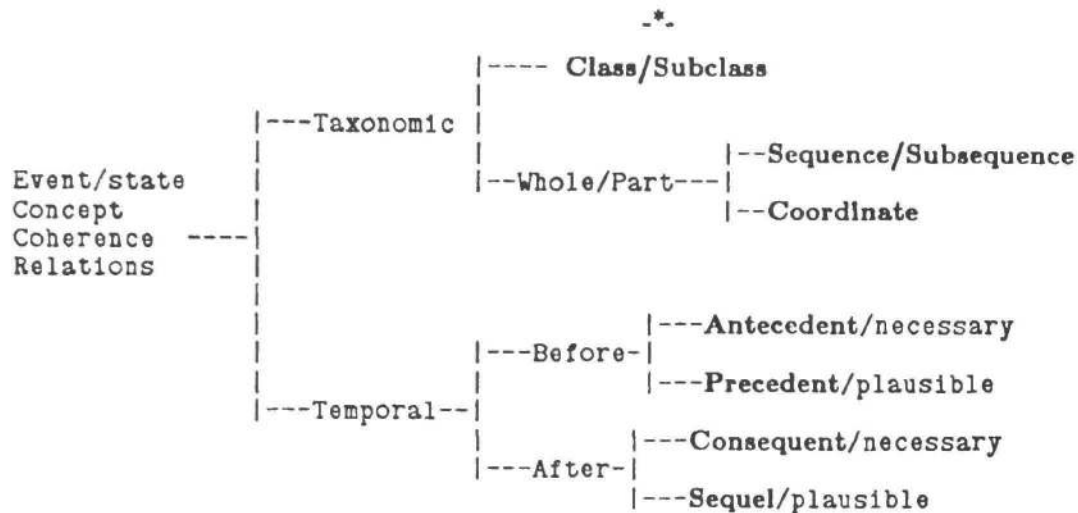 -*-
|---- Class/Subclass
|---Taxonomic
|--Sequence/Subsequence
Event/state |--Whole/Part---|
Concept |--Coordinate
Coherence ----|
Relations
|---Antecedent/necessary
|---Before-|
|---Precedent/plausible
|---Temporal--|
|---Consequent/necessary
|---After-|
|---Sequel/plausible